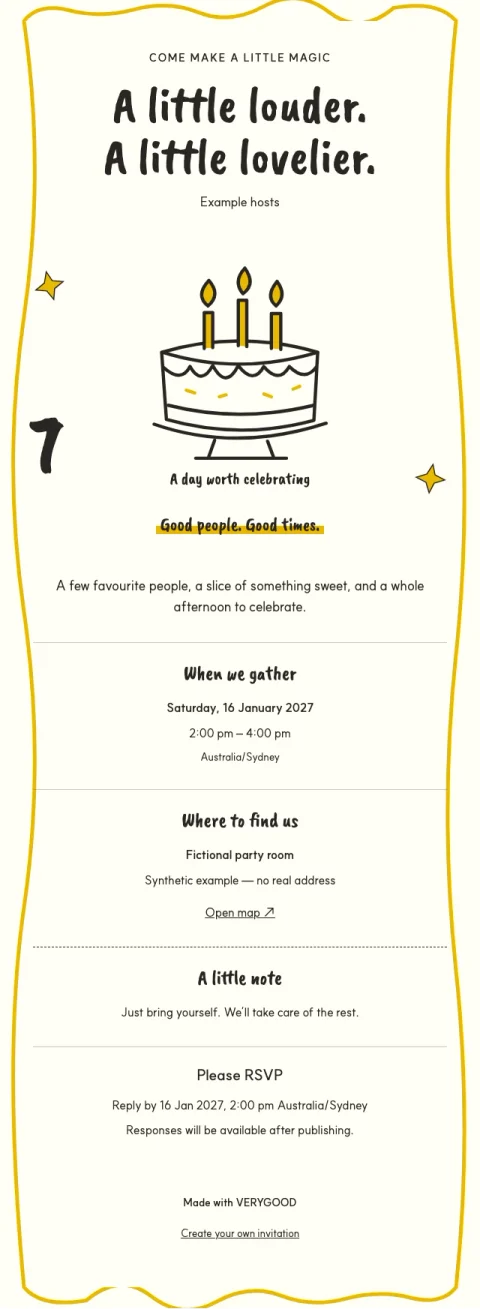 COME MAKE A LITTLE MAGIC
A little louder.
A little lovelier.
Example hosts
7
A day worth celebrating
Good people. Good times.
A few favourite people, a slice of something sweet, and a whole
afternoon to celebrate.
When we gather
Saturday, 16 January 2027
2:00 pm – 4:00 pm
Australia/Sydney
Where to find us
Fictional party room
Synthetic example — no real address
Open map ↗
A little note
Just bring yourself. We'll take care of the rest.
Please RSVP
Reply by 16 Jan 2027, 2:00 pm Australia/Sydney
Responses will be available after publishing.
Made with VERYGOOD
Create your own invitation